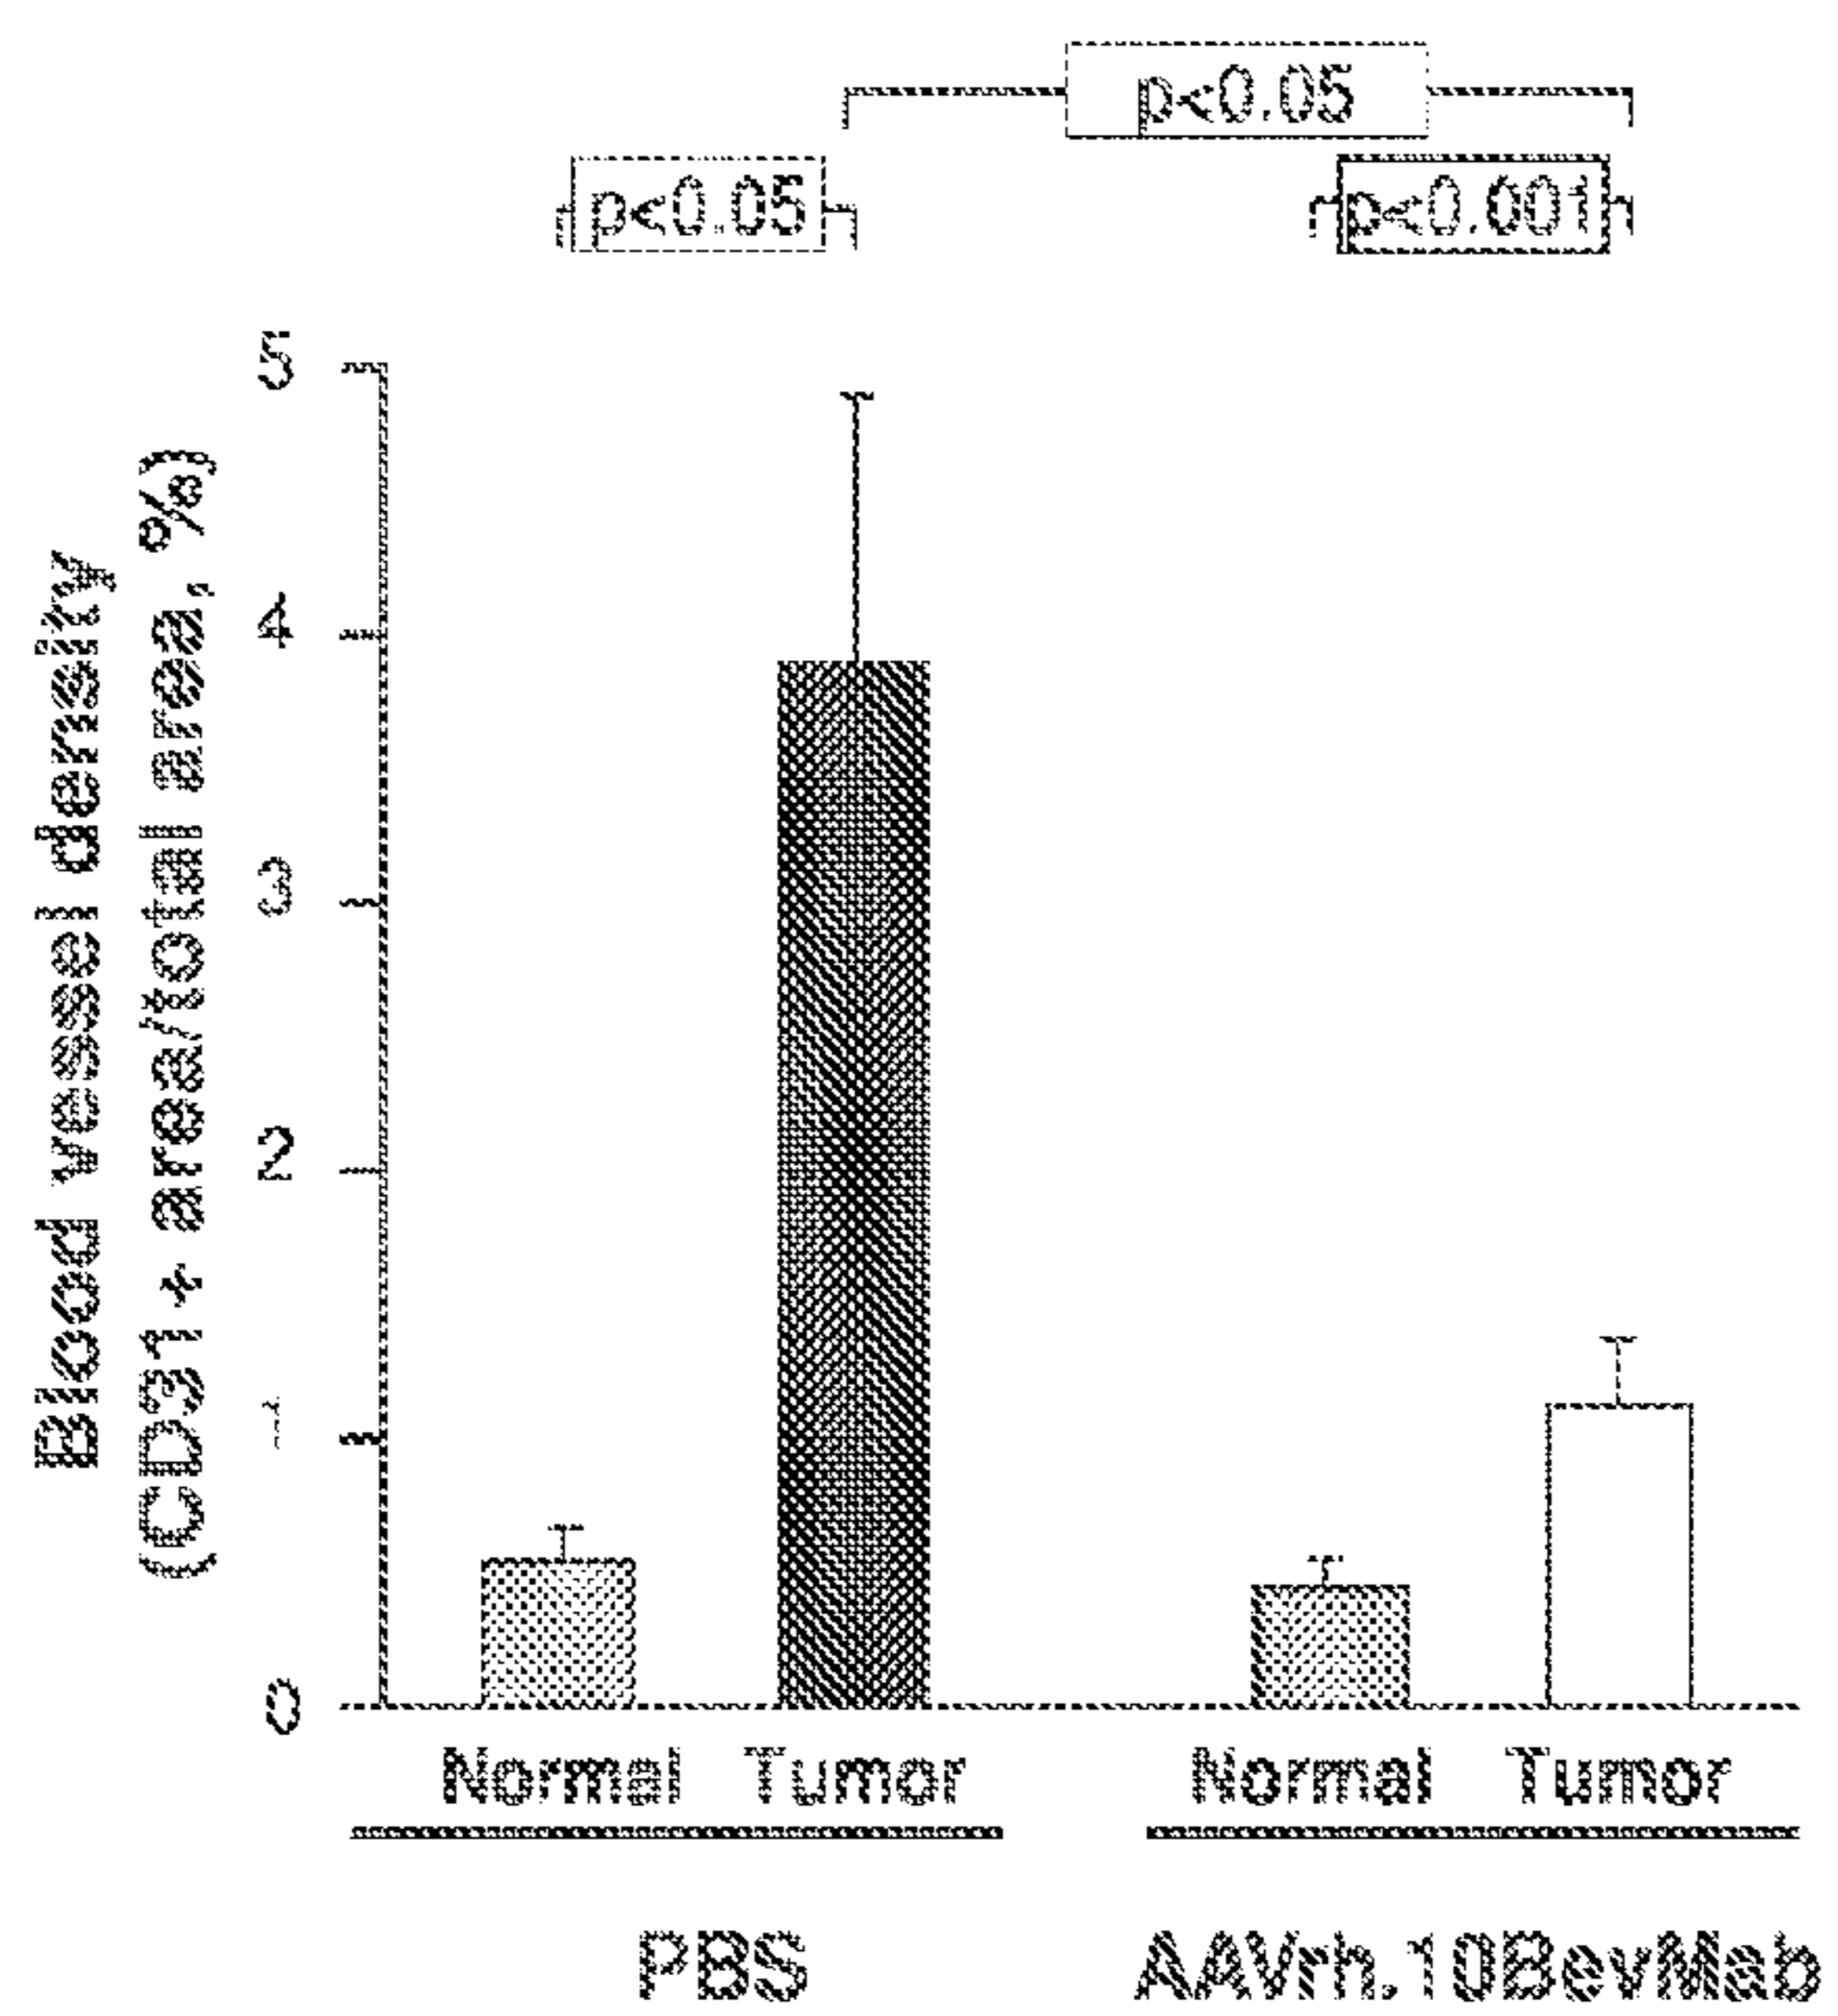 p<0.05
p<0.05
p<0.001
Blood vessel density
(CD31+ area/total area, %)
5
4
3
2
1
0
Normal Tumor
Normal Tumor
PBS
AAVrh.10BevMab